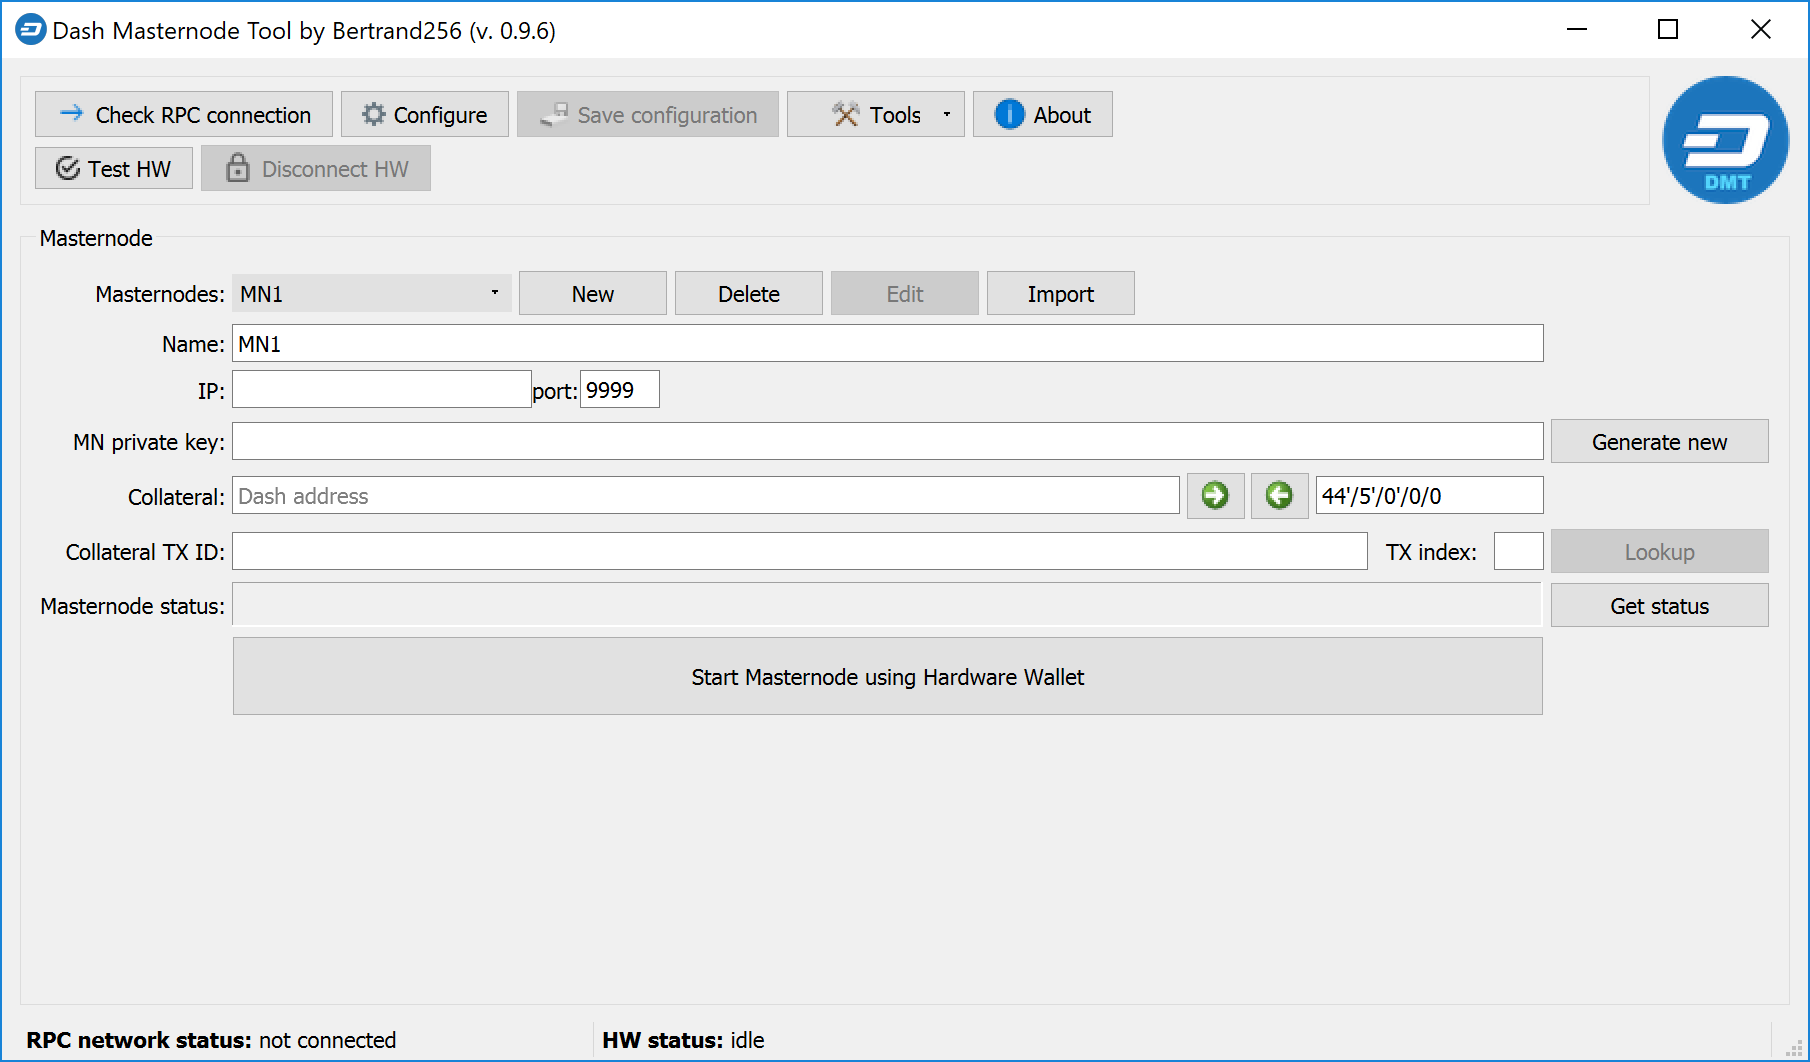 Dash Masternode Tool by Bertrand256 (v. 0.9.6)
Check RPC connection Configure Save configuration Tools About
Test HW Disconnect HW
DMT
Masternode
Masternodes: MN1 New Delete Edit Import
Name: MN1
IP: port: 9999
MN private key: Generate new
Collateral: Dash address 44'/5'/0'/0/0
Collateral TX ID: TX index: Lookup
Masternode status: Get status
Start Masternode using Hardware Wallet
RPC network status: not connected HW status: idle